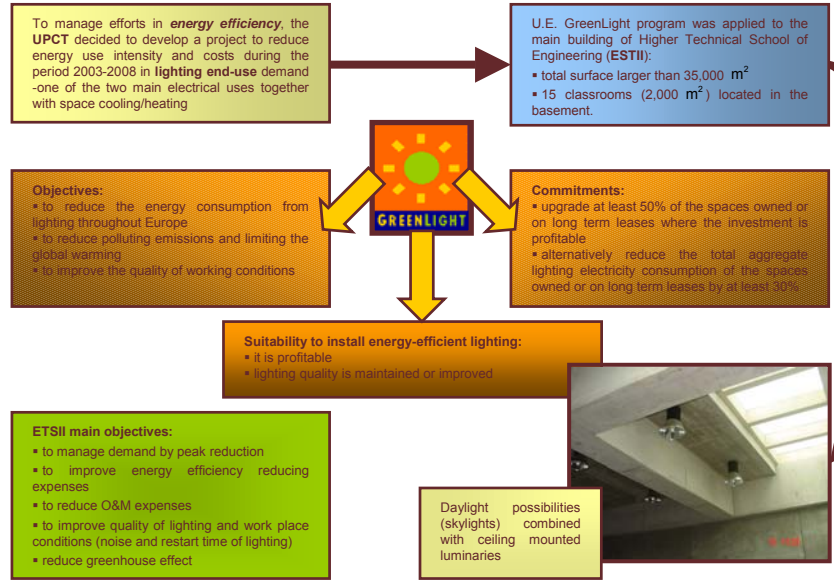 To manage efforts in energy efficiency, the
UPCT decided to develop a project to reduce
energy use intensity and costs during the
period 2003-2008 in lighting end-use demand
-one of the two main electrical uses together
with space cooling/heating
U.E. GreenLight program was applied to the
main building of Higher Technical School of
Engineering (ESTII):
▪ total surface larger than 35,000 m²
▪ 15 classrooms (2,000 m²) located in the
basement.
GREENLIGHT
Objectives:
▪ to reduce the energy consumption from
lighting throughout Europe
▪ to reduce polluting emissions and limiting the
global warming
▪ to improve the quality of working conditions
Commitments:
▪ upgrade at least 50% of the spaces owned or
on long term leases where the investment is
profitable
▪ alternatively reduce the total aggregate
lighting electricity consumption of the spaces
owned or on long term leases by at least 30%
Suitability to install energy-efficient lighting:
▪ it is profitable
▪ lighting quality is maintained or improved
ETSII main objectives:
▪ to manage demand by peak reduction
▪ to improve energy efficiency reducing
expenses
▪ to reduce O&M expenses
▪ to improve quality of lighting and work place
conditions (noise and restart time of lighting)
▪ reduce greenhouse effect
Daylight possibilities
(skylights) combined
with ceiling mounted
luminaries